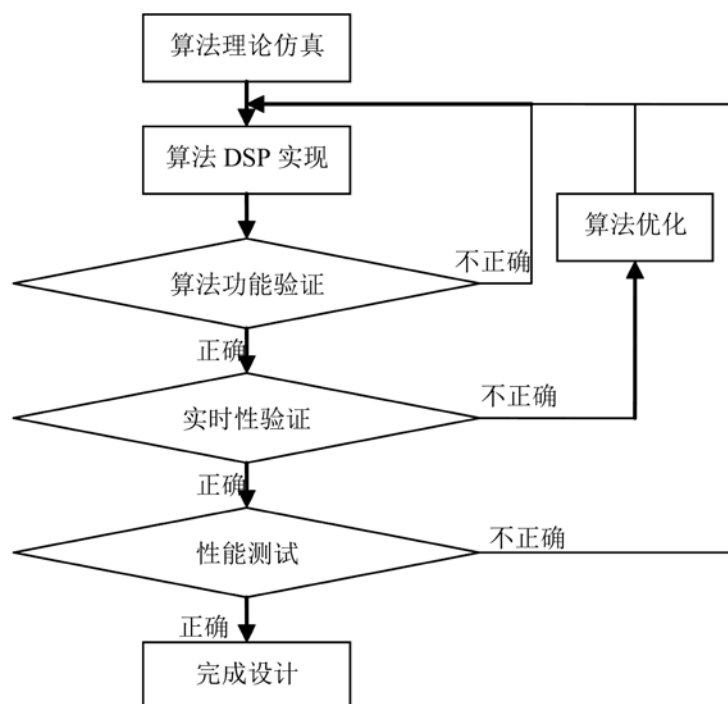 算法理论仿真
算法 DSP 实现
算法优化
不正确
算法功能验证
正确
不正确
实时性验证
正确
不正确
性能测试
正确
完成设计